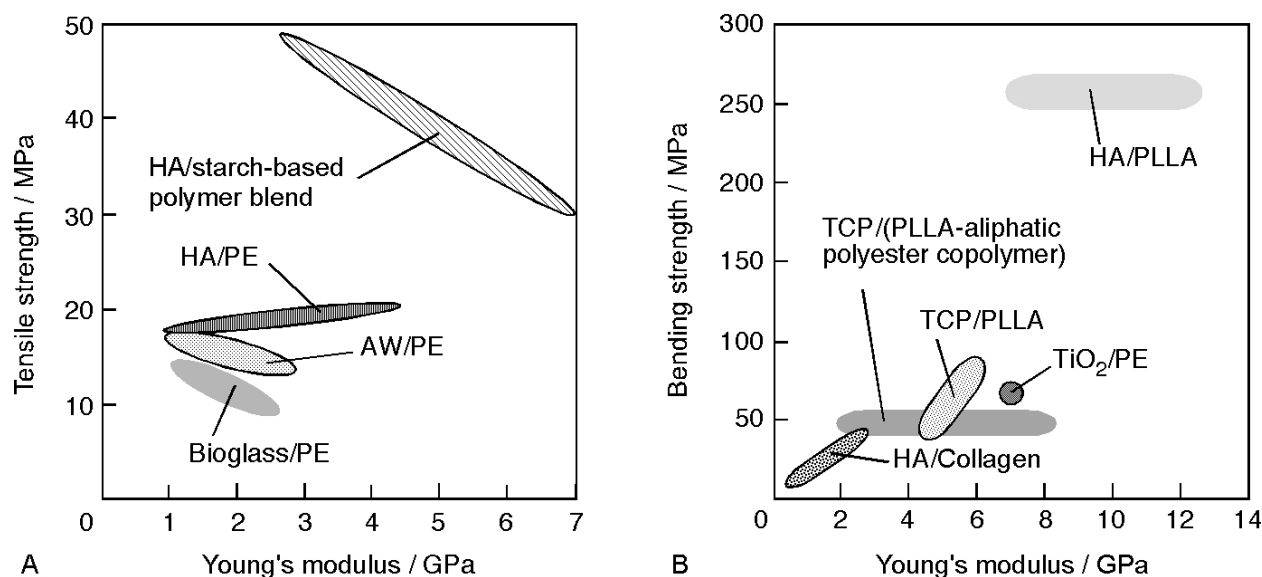 50
40
30
20
10
0
Tensile strength / MPa
HA/starch-based
polymer blend
HA/PE
AW/PE
Bioglass/PE
1 2 3 4 5 6 7
Young's modulus / GPa
A
300
250
200
150
100
50
0
Bending strength / MPa
HA/PLLA
TCP/(PLLA-aliphatic
polyester copolymer)
TCP/PLLA
TiO2/PE
HA/Collagen
2 4 6 8 10 12 14
Young's modulus / GPa
B